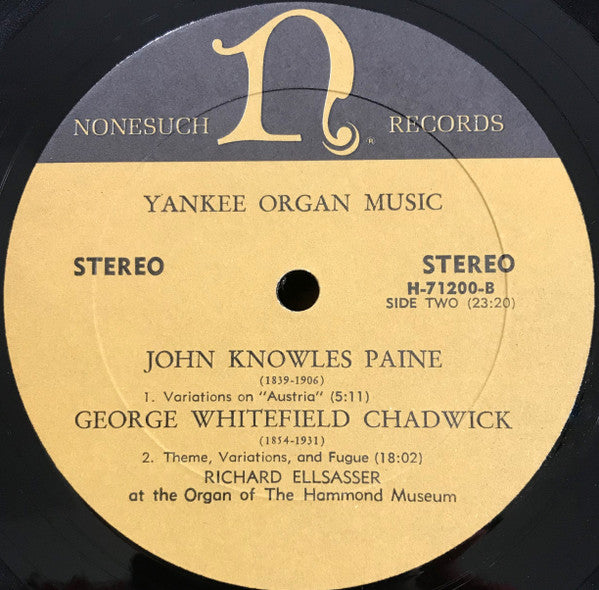 n
NONESUCH ® RECORDS
YANKEE ORGAN MUSIC
STEREO STEREO
H-71200-B
SIDE TWO (23:20)
JOHN KNOWLES PAINE
(1839-1906)
1. Variations on "Austria" (5:11)
GEORGE WHITEFIELD CHADWICK
(1854-1931)
2. Theme, Variations, and Fugue (18:02)
RICHARD ELLSASSER
at the Organ of The Hammond Museum